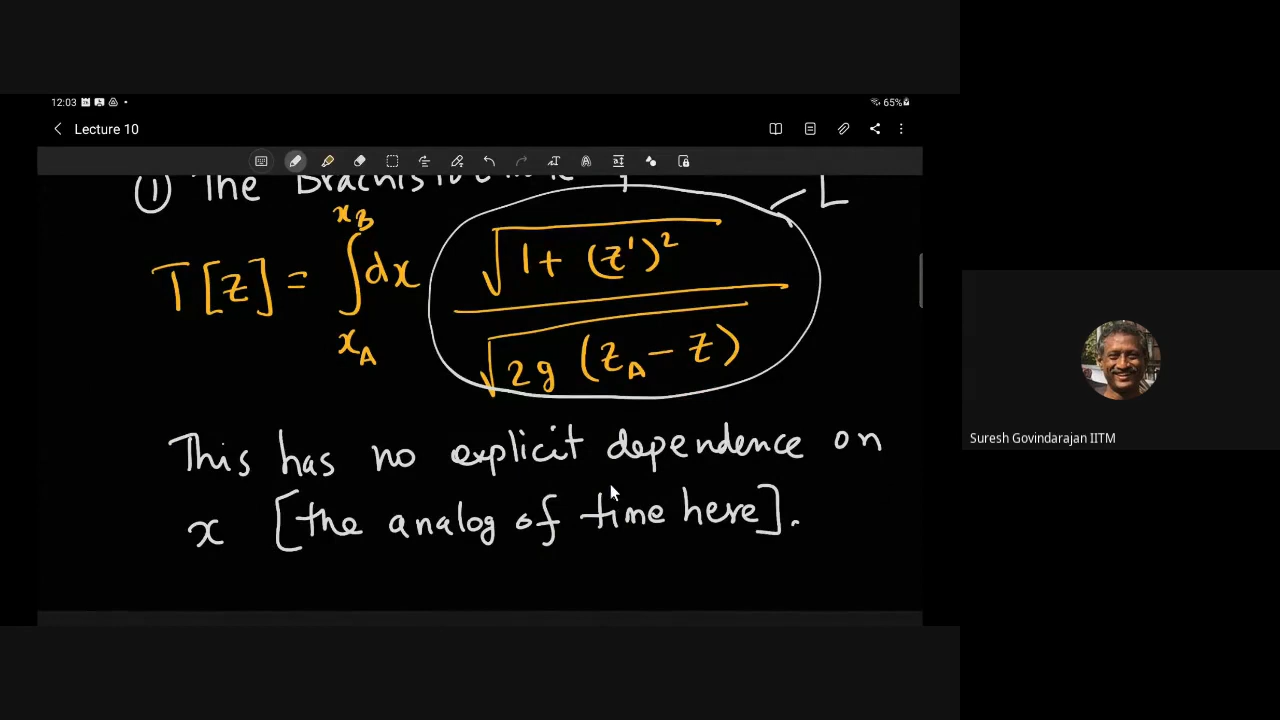 12:03
65%
Lecture 10
① The Brachistochrone
T[z] = ∫_{x_A}^{x_B} dx √(1 + (z')²) / √(2g (z_A − z))
L
This has no explicit dependence on
x [the analog of time here].
Suresh Govindarajan IITM